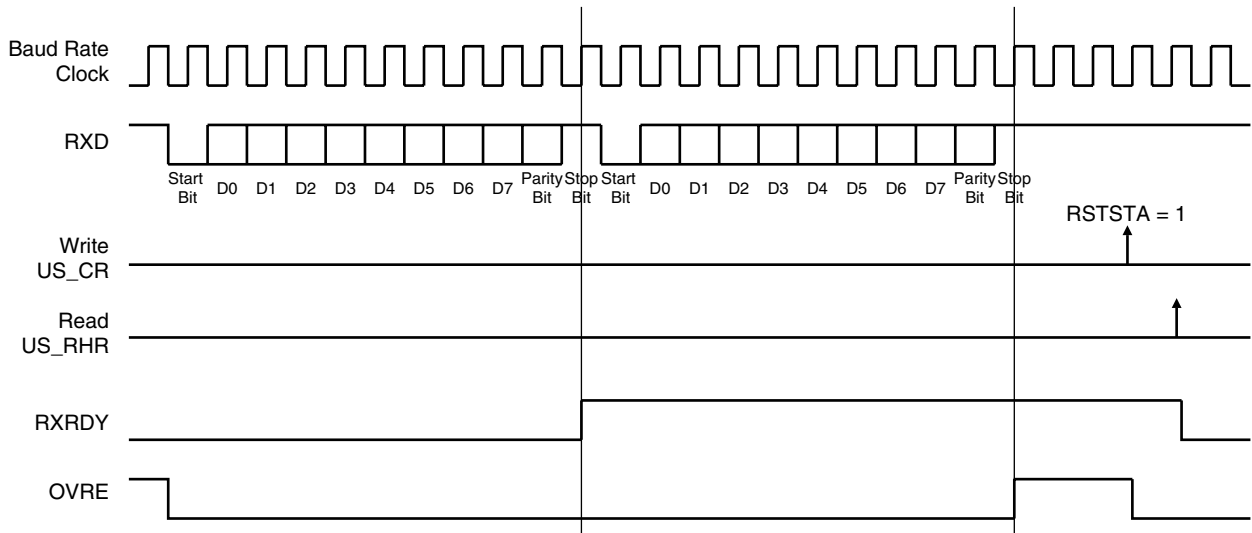 Baud Rate
Clock
RXD
Start
Bit
D0 D1 D2 D3 D4 D5 D6 D7
Parity
Bit
Stop
Bit
Start
Bit
D0 D1 D2 D3 D4 D5 D6 D7
Parity
Bit
Stop
Bit
RSTSTA = 1
Write
US_CR
Read
US_RHR
RXRDY
OVRE